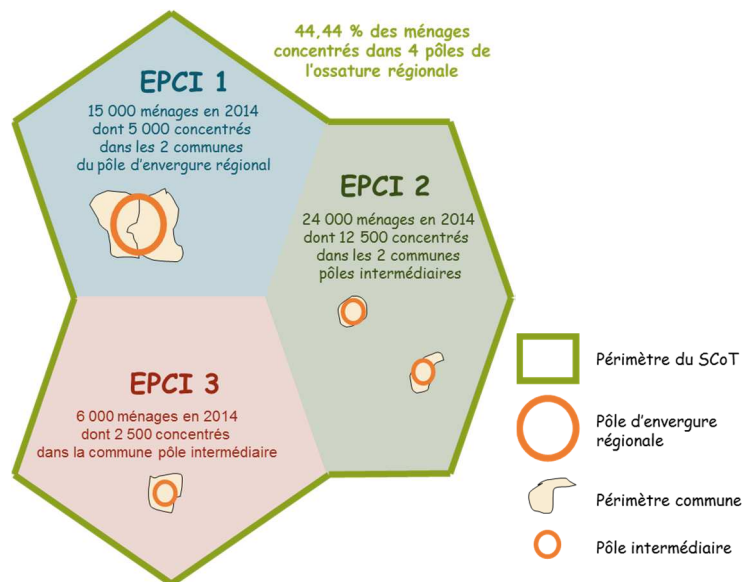 44,44 % des ménages
concentrés dans 4 pôles de
l'ossature régionale
EPCI 1
15 000 ménages en 2014
dont 5 000 concentrés
dans les 2 communes
du pôle d'envergure régional
EPCI 2
24 000 ménages en 2014
dont 12 500 concentrés
dans les 2 communes
pôles intermédiaires
EPCI 3
6 000 ménages en 2014
dont 2 500 concentrés
dans la commune pôle intermédiaire
Périmètre du SCoT
Pôle d'envergure
régionale
Périmètre commune
Pôle intermédiaire